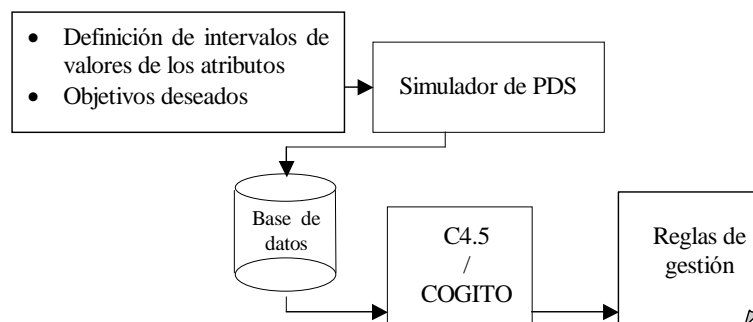 • Definición de intervalos de
valores de los atributos
• Objetivos deseados
Simulador de PDS
Base de
datos
C4.5
/
COGITO
Reglas de
gestión